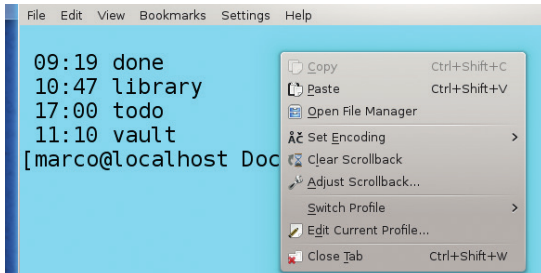 File Edit View Bookmarks Settings Help
09:19 done
10:47 library
17:00 todo
11:10 vault
[marco@localhost Doc
Copy Ctrl+Shift+C
Paste Ctrl+Shift+V
Open File Manager
Åč Set Encoding >
Clear Scrollback
Adjust Scrollback...
Switch Profile >
Edit Current Profile...
Close Tab Ctrl+Shift+W